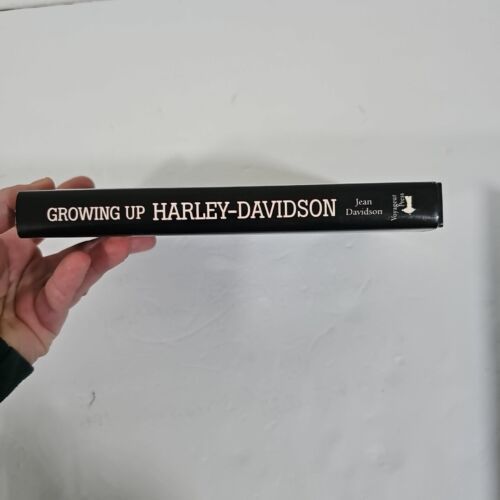 GROWING UP HARLEY-DAVIDSON
Jean
Davidson
Voyageur
Press